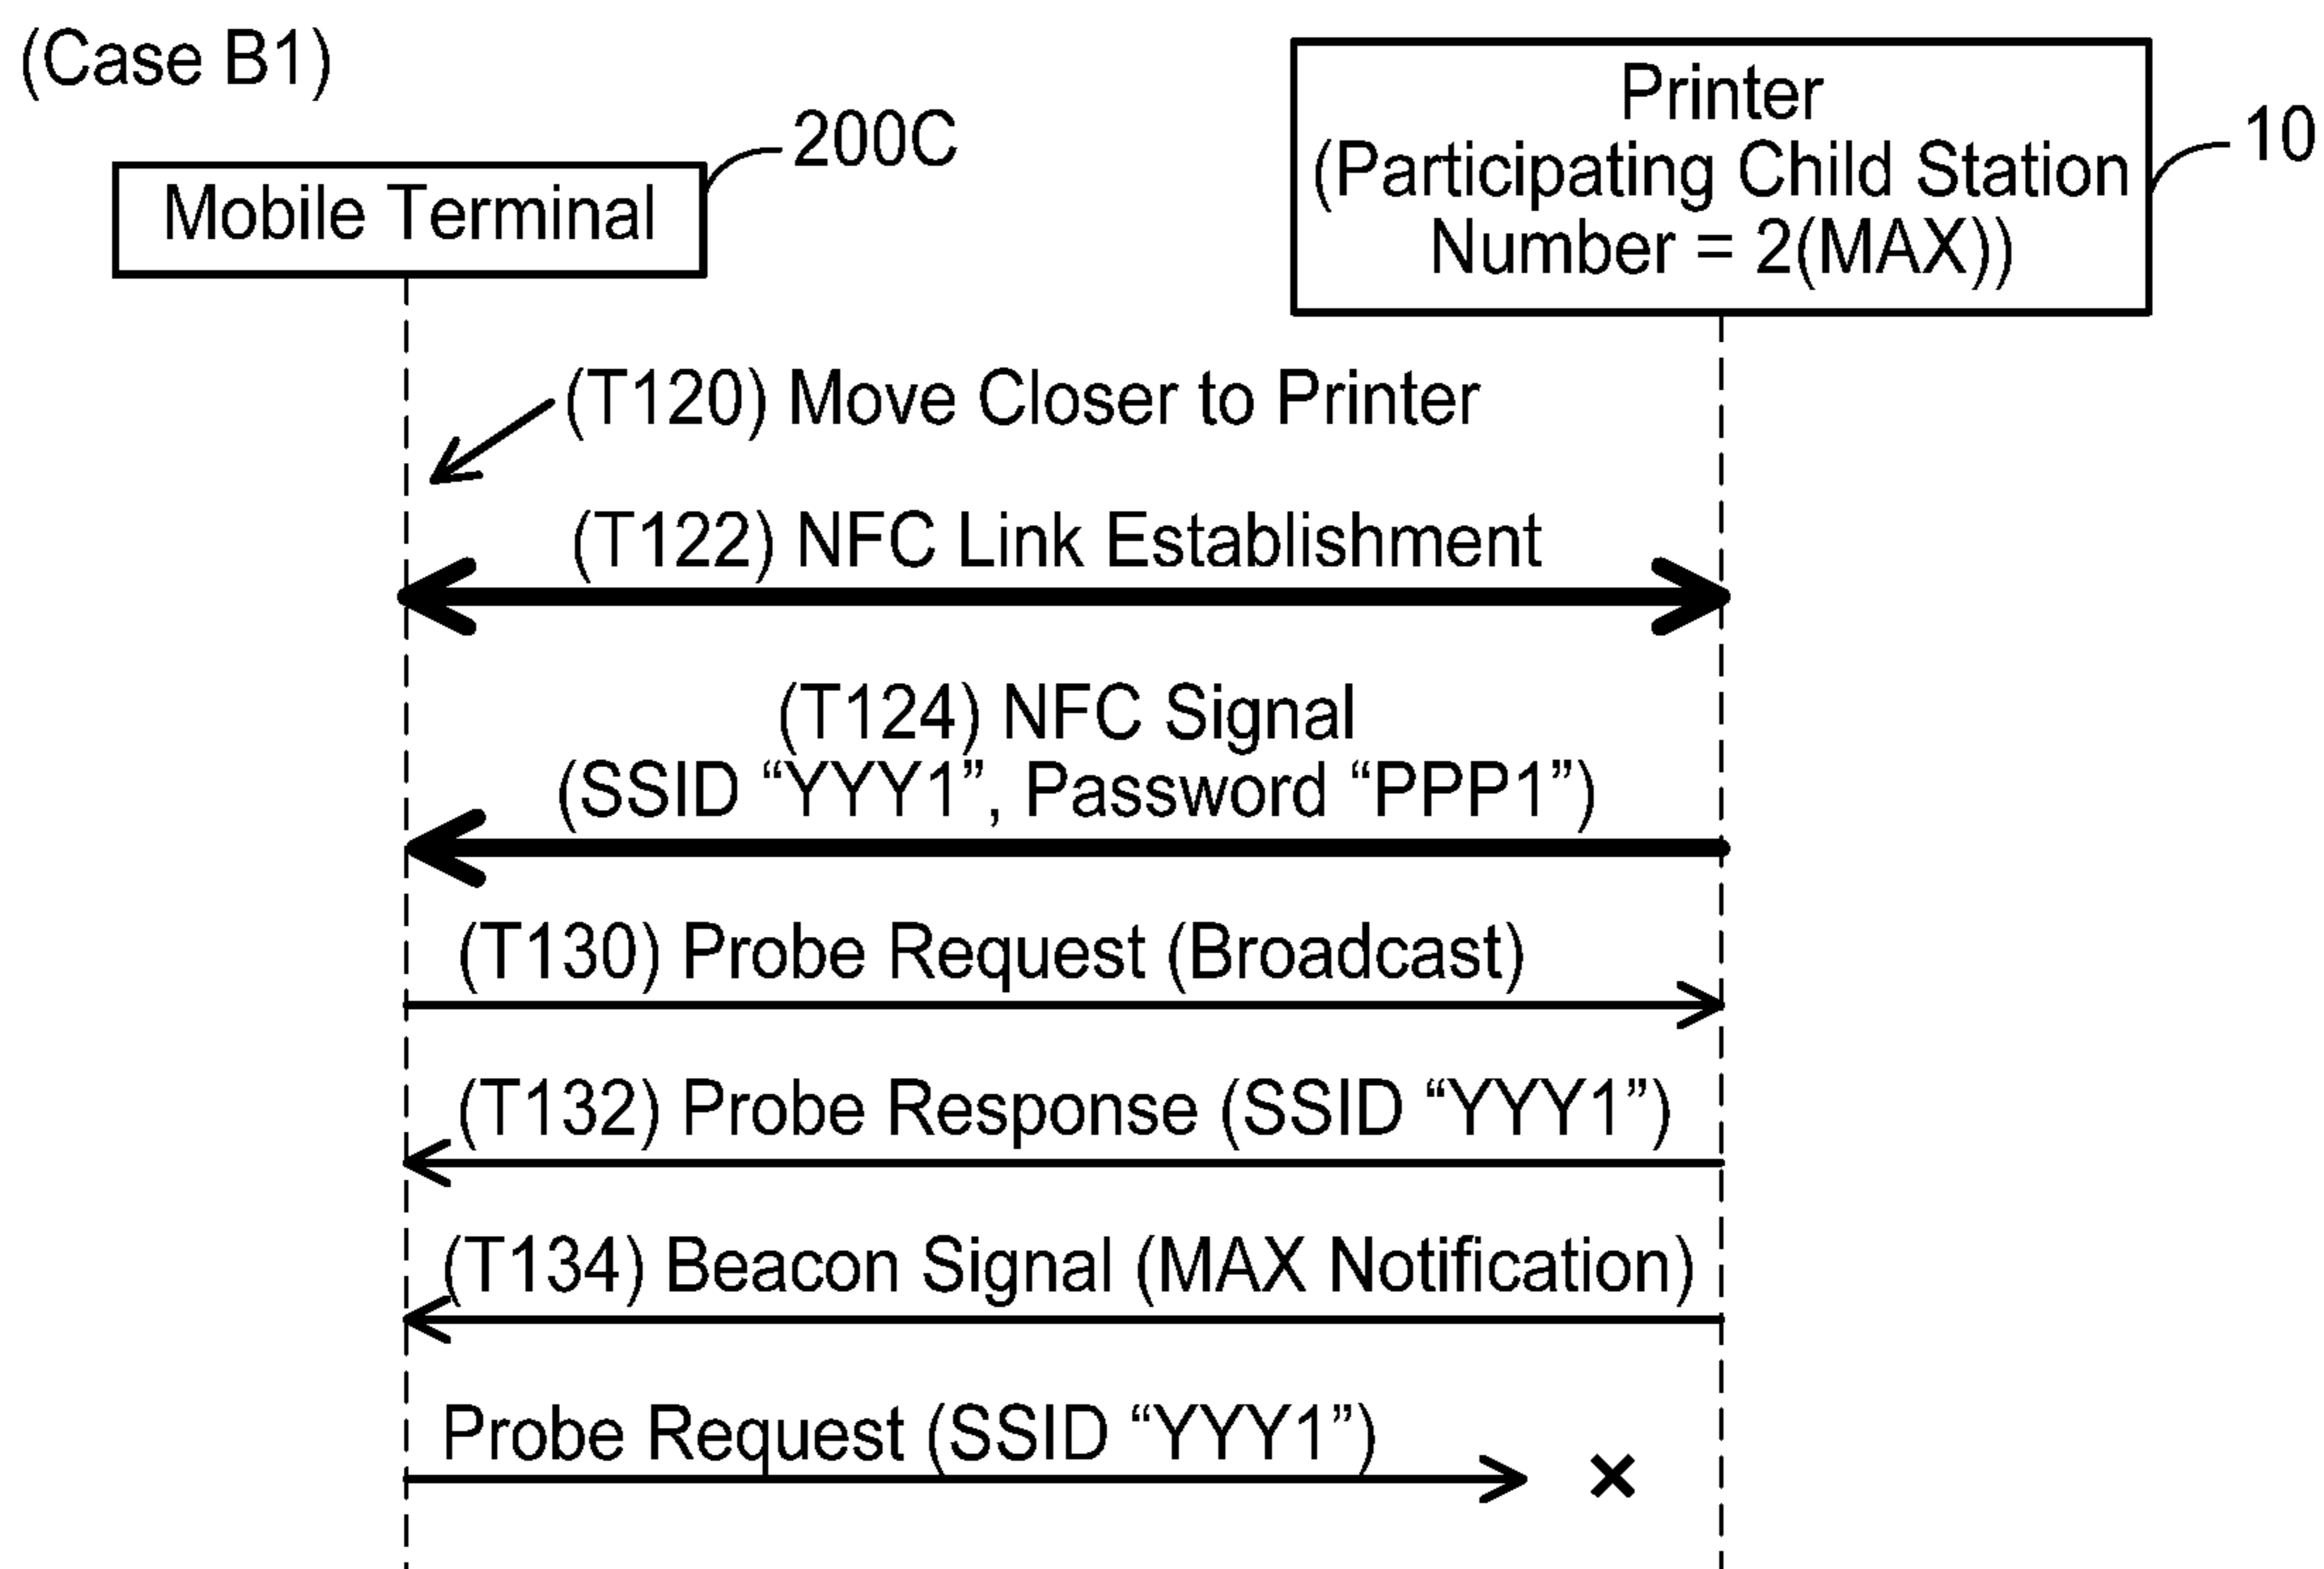 (Case B1)
200C
Mobile Terminal
Printer
(Participating Child Station
Number = 2(MAX))
10
(T120) Move Closer to Printer
(T122) NFC Link Establishment
(T124) NFC Signal
(SSID “YYY1”, Password “PPP1”)
(T130) Probe Request (Broadcast)
(T132) Probe Response (SSID “YYY1”)
(T134) Beacon Signal (MAX Notification)
Probe Request (SSID “YYY1”)